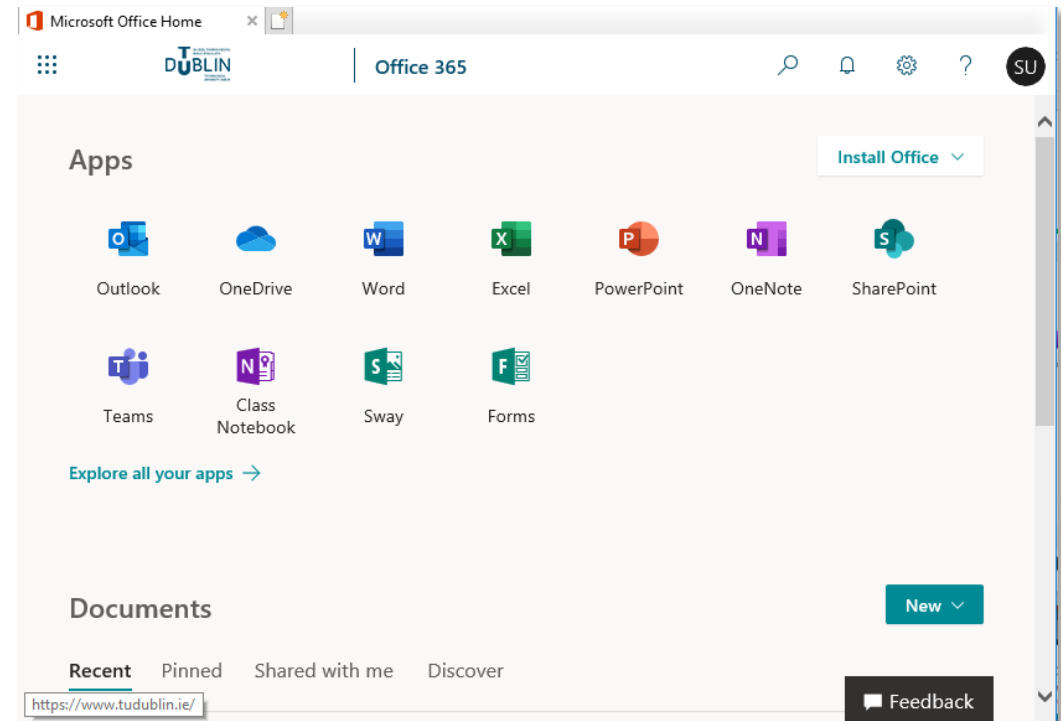 Microsoft Office Home
T
DUBLIN
Office 365
SU
Apps
Install Office
Outlook
OneDrive
Word
Excel
PowerPoint
OneNote
SharePoint
Teams
Class
Notebook
Sway
Forms
Explore all your apps →
Documents
New
Recent Pinned Shared with me Discover
https://www.tudublin.ie/
Feedback